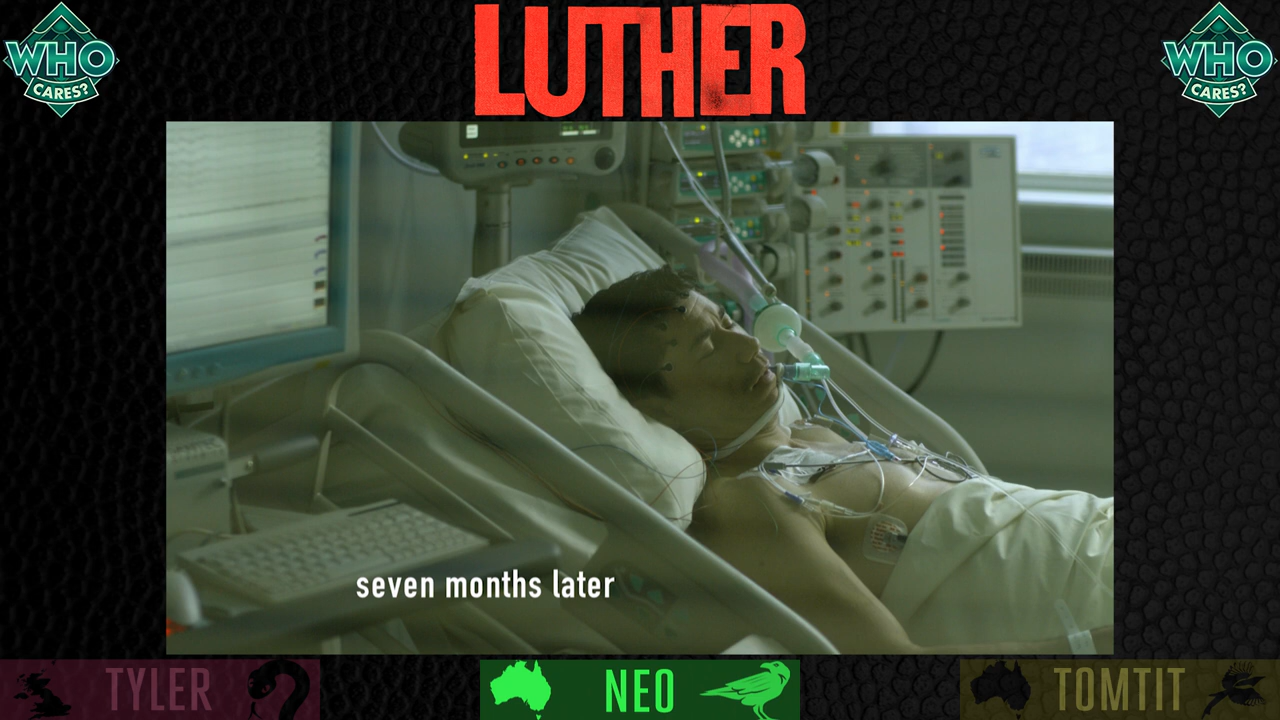 WHO
CARES?
LUTHER
WHO
CARES?
seven months later
TYLER
NEO
TOMTIT